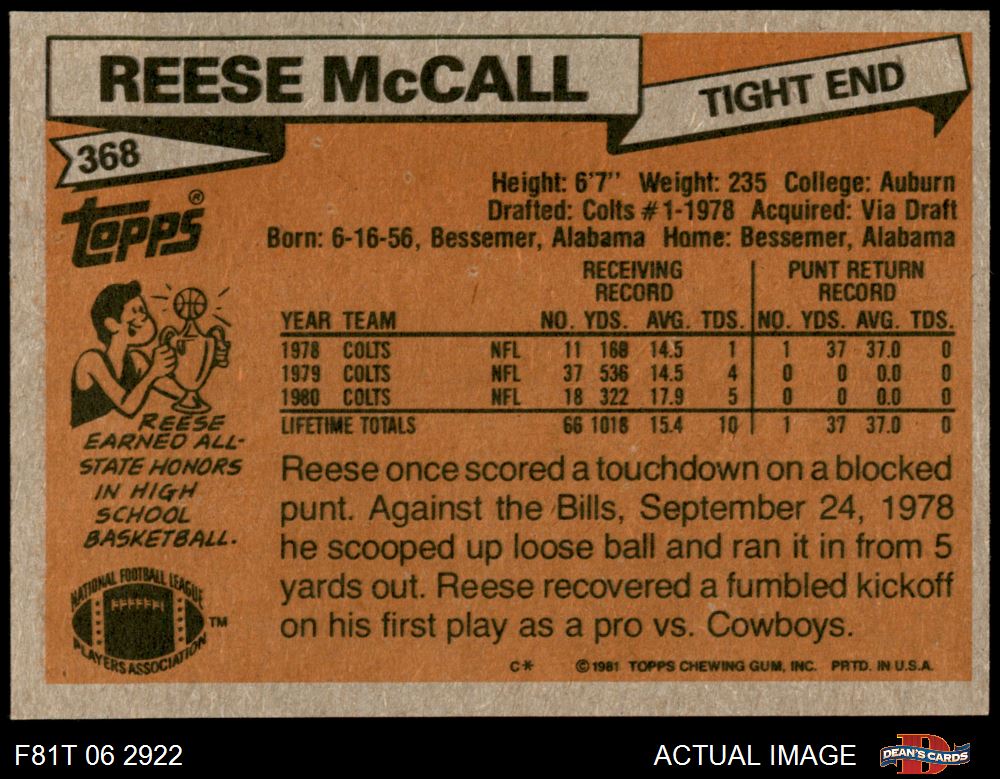 REESE McCALL
TIGHT END
368
TOPPS®
Height: 6'7" Weight: 235 College: Auburn
Drafted: Colts #1-1978 Acquired: Via Draft
Born: 6-16-56, Bessemer, Alabama Home: Bessemer, Alabama
RECEIVING RECORD PUNT RETURN RECORD
YEAR TEAM NO. YDS. AVG. TDS. NO. YDS. AVG. TDS.
1978 COLTS NFL 11 168 14.5 1 1 37 37.0 0
1979 COLTS NFL 37 536 14.5 4 0 0 0.0 0
1980 COLTS NFL 18 322 17.9 5 0 0 0.0 0
LIFETIME TOTALS 66 1018 15.4 10 1 37 37.0 0
REESE
EARNED ALL-
STATE HONORS
IN HIGH
SCHOOL
BASKETBALL.
Reese once scored a touchdown on a blocked
punt. Against the Bills, September 24, 1978
he scooped up loose ball and ran it in from 5
yards out. Reese recovered a fumbled kickoff
on his first play as a pro vs. Cowboys.
NATIONAL FOOTBALL LEAGUE
PLAYERS ASSOCIATION
TM
C* ©1981 TOPPS CHEWING GUM, INC. PRTD. IN U.S.A.
F81T 06 2922
ACTUAL IMAGE
D
DEAN'S CARDS